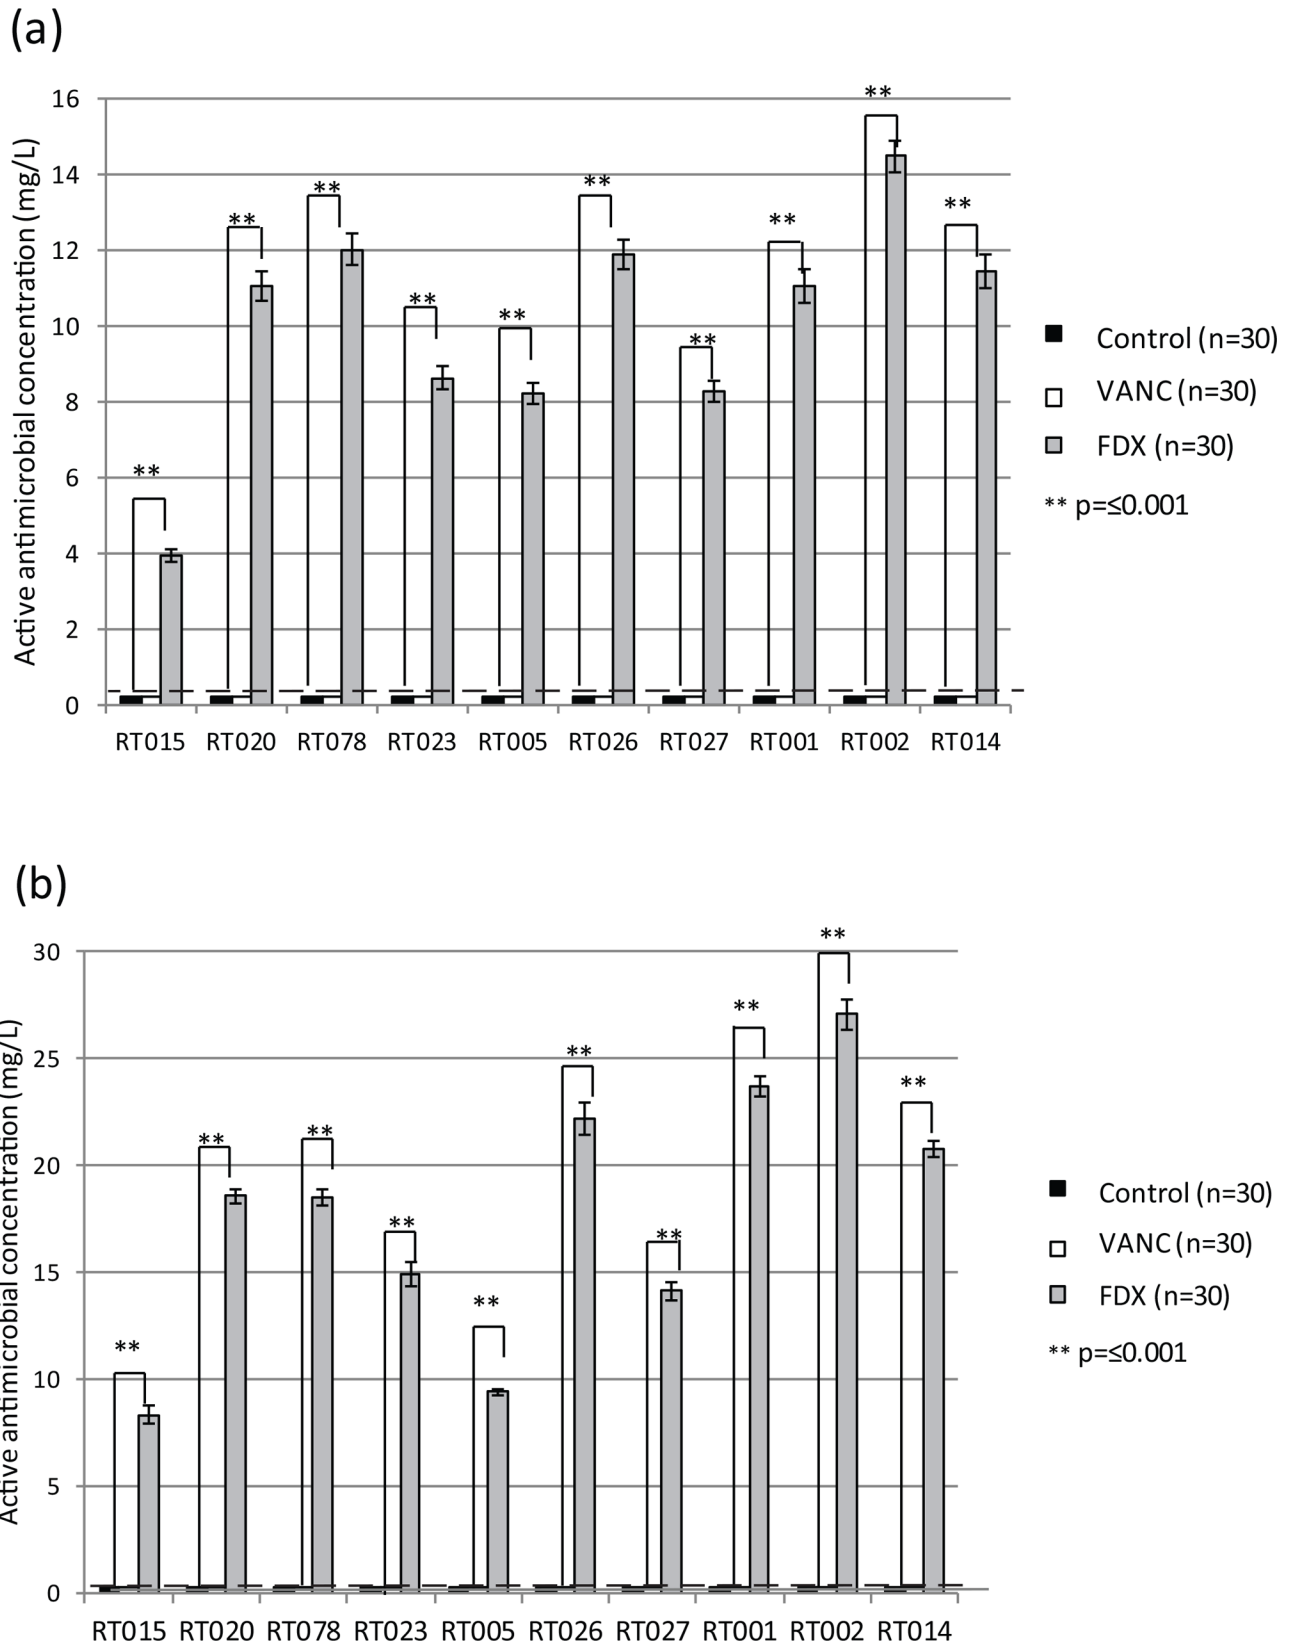 (a)
Active antimicrobial concentration (mg/L)
16
14
12
10
8
6
4
2
0
**
**
**
**
**
**
**
**
**
**
RT015 RT020 RT078 RT023 RT005 RT026 RT027 RT001 RT002 RT014
Control (n=30)
VANC (n=30)
FDX (n=30)
** p=≤0.001
(b)
Active antimicrobial concentration (mg/L)
30
25
20
15
10
5
0
**
**
**
**
**
**
**
**
**
**
RT015 RT020 RT078 RT023 RT005 RT026 RT027 RT001 RT002 RT014
Control (n=30)
VANC (n=30)
FDX (n=30)
** p=≤0.001